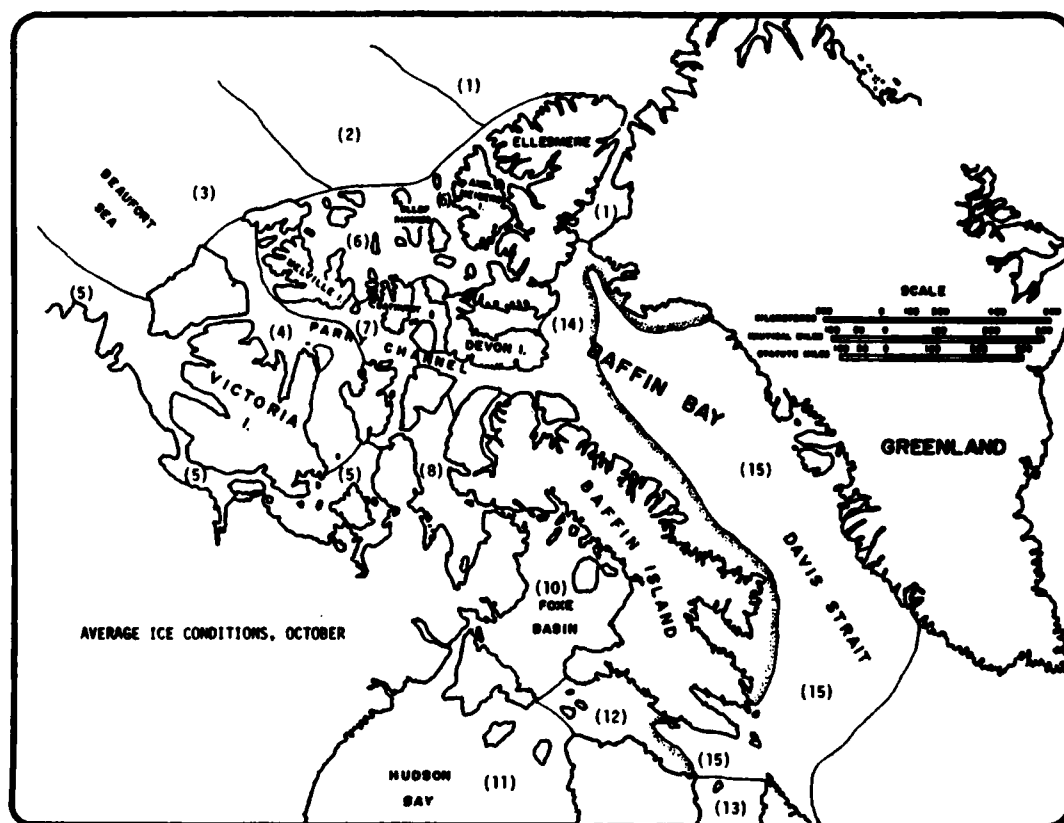 (1)
(2)
ELLESMERE
(3)
BEAUFORT
SEA
(1)
(6)
MELVILLE I.
SCALE
(5)
(4)
PARRY
(7)
CHANNEL
DEVON I.
(14)
BAFFIN BAY
VICTORIA
I.
GREENLAND
(5)
(5)
(8)
(15)
BAFFIN ISLAND
DAVIS STRAIT
(10)
FOXE
BASIN
AVERAGE ICE CONDITIONS, OCTOBER
(12)
(15)
(15)
HUDSON
BAY
(11)
(13)